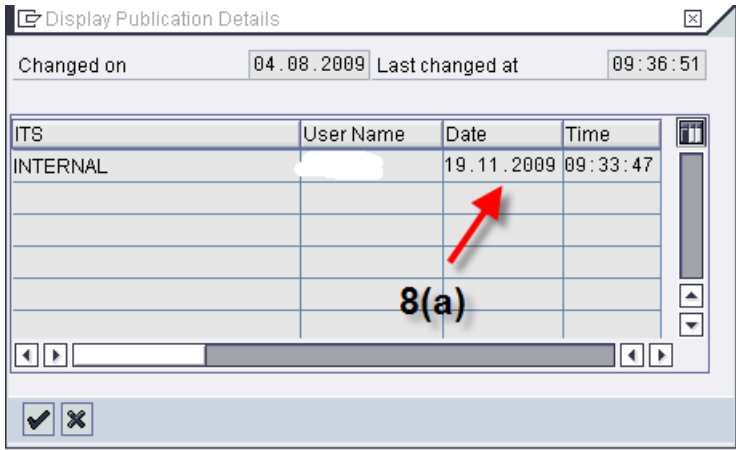 Display Publication Details
Changed on 04.08.2009 Last changed at 09:36:51
ITS User Name Date Time
INTERNAL 19.11.2009 09:33:47
8(a)